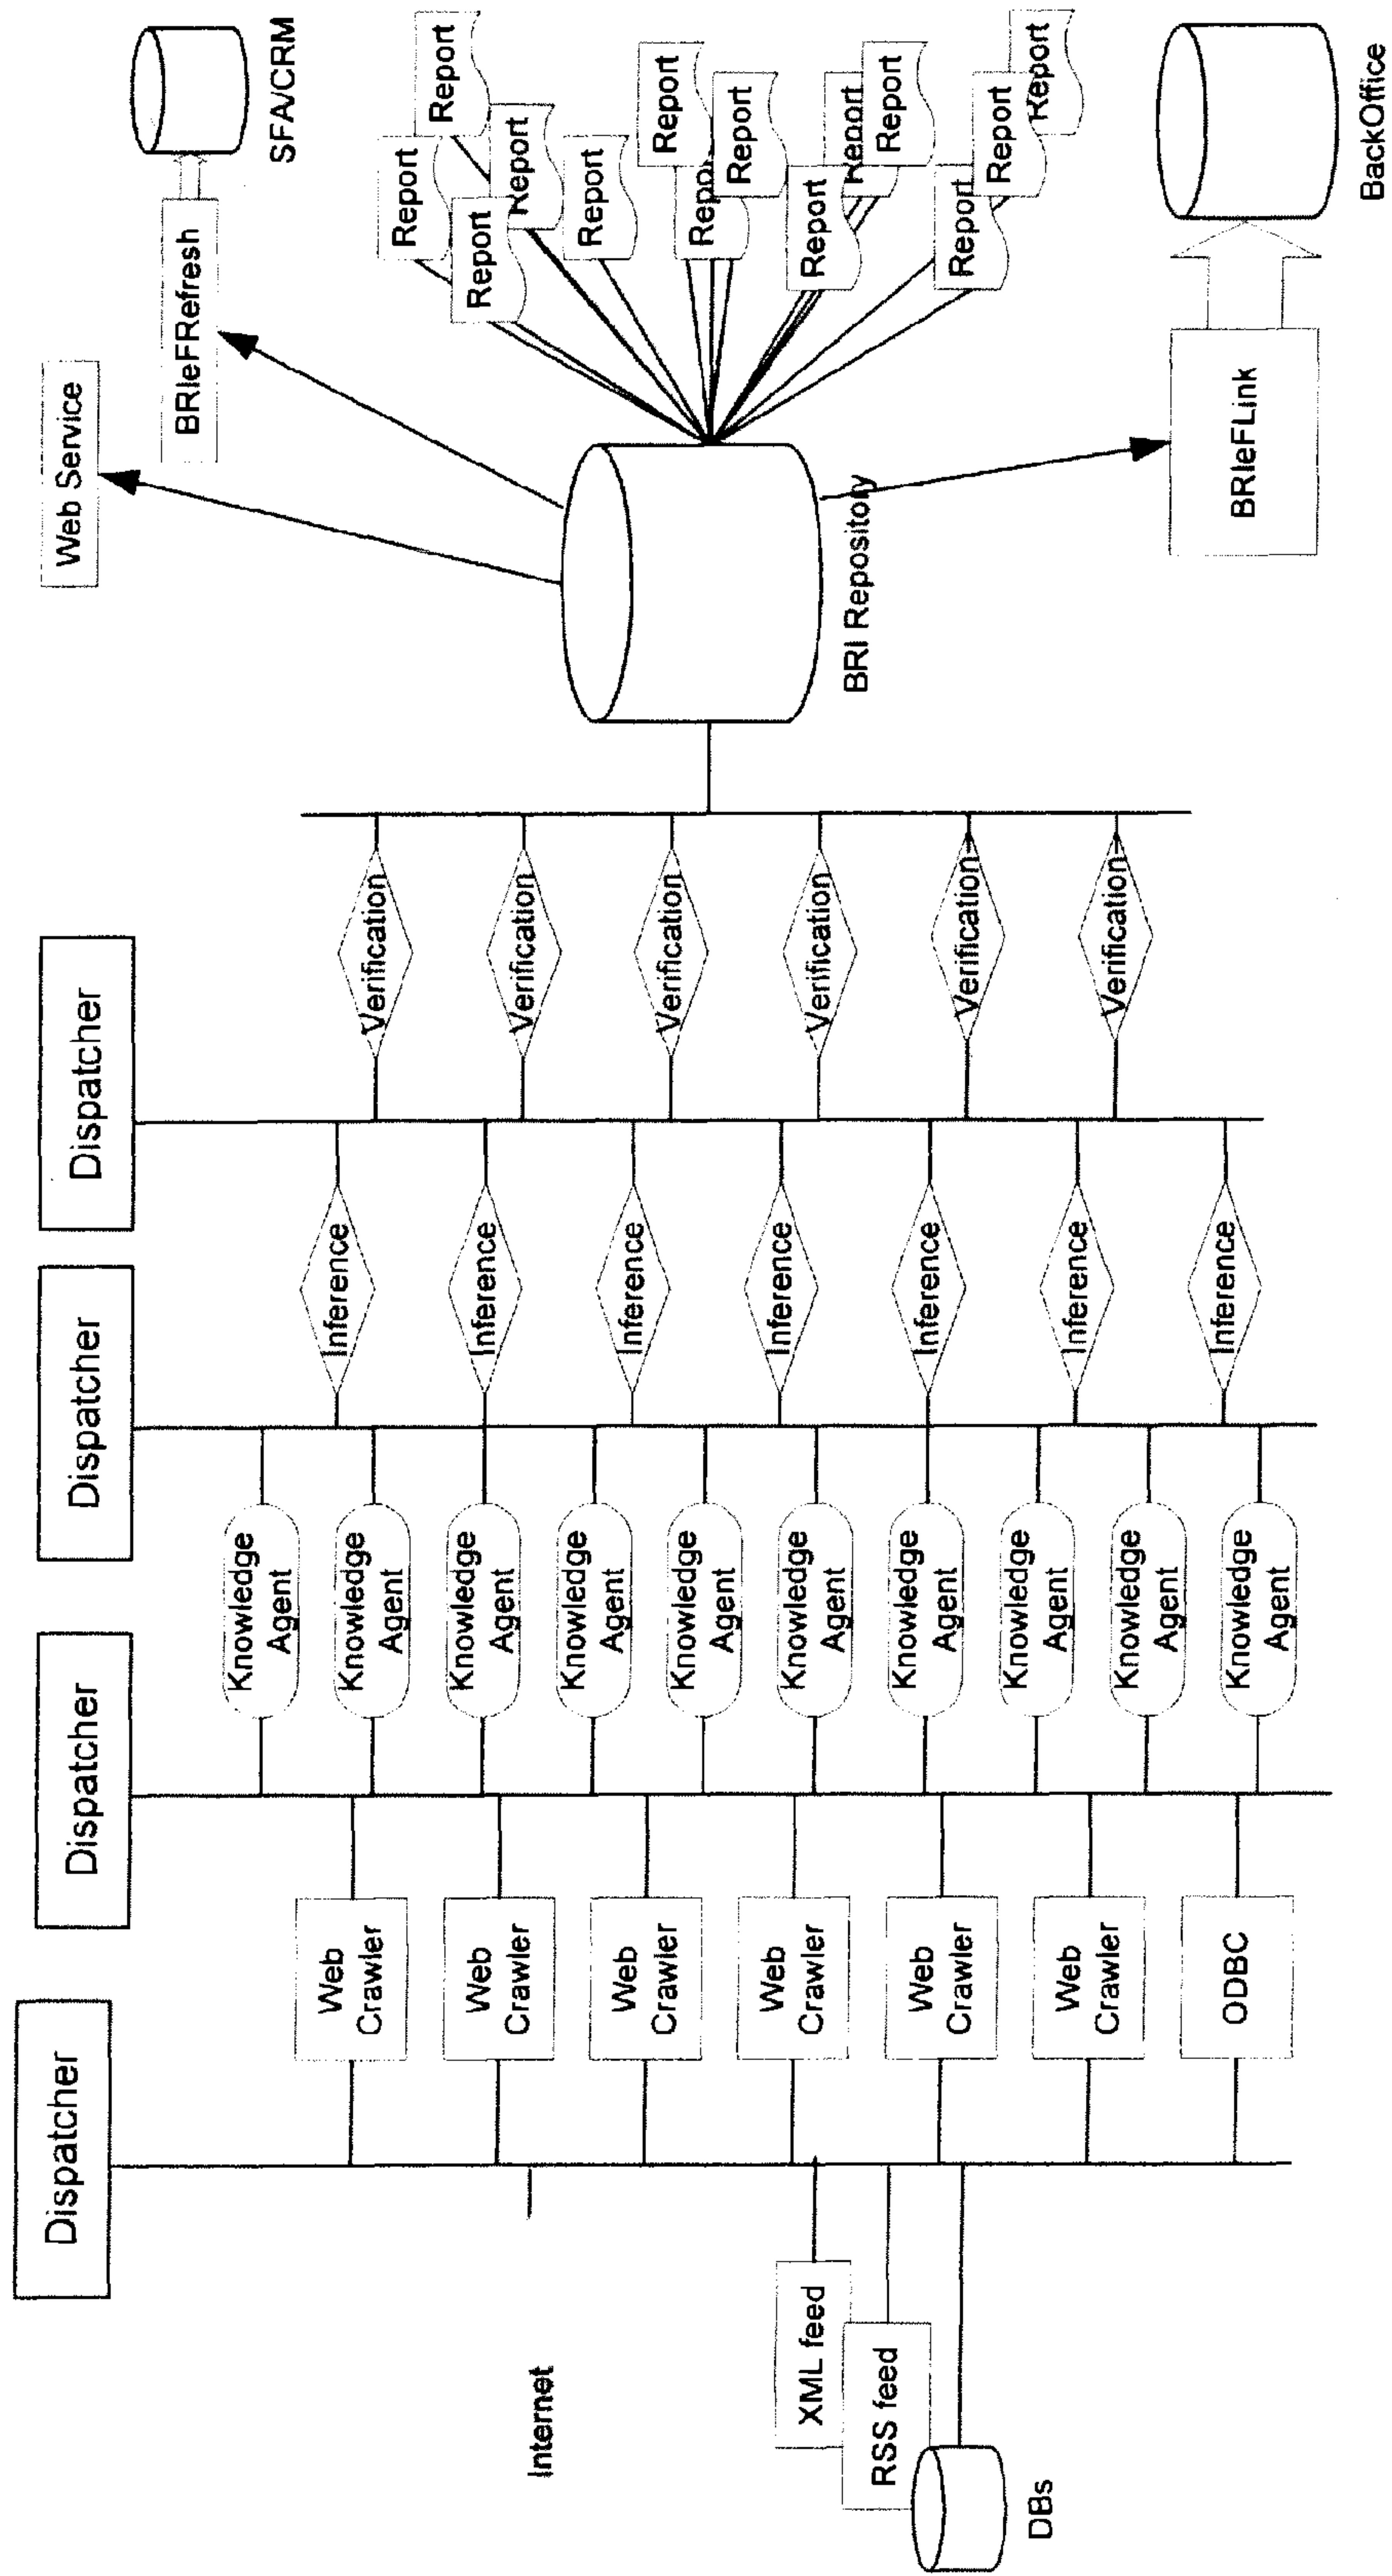 Dispatcher
Dispatcher
Dispatcher
Dispatcher
Web Service
BRIeFRefresh
SFA/CRM
Internet
XML feed
RSS feed
DBs
Web
Crawler
Web
Crawler
Web
Crawler
Web
Crawler
Web
Crawler
Web
Crawler
ODBC
Knowledge
Agent
Knowledge
Agent
Knowledge
Agent
Knowledge
Agent
Knowledge
Agent
Knowledge
Agent
Knowledge
Agent
Knowledge
Agent
Knowledge
Agent
Knowledge
Agent
Inference
Inference
Inference
Inference
Inference
Inference
Inference
Verification
Verification
Verification
Verification
Verification
Verification
BRI Repository
Report
Report
Report
Report
Report
Report
Repor
Report
Report
Report
Report
Report
Report
Report
BRIeFLink
BackOffice